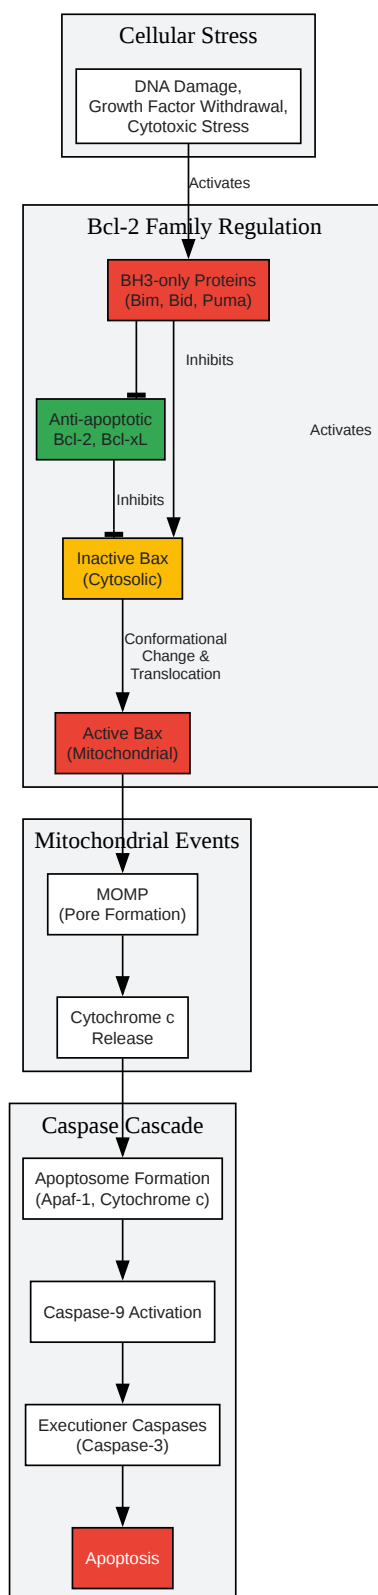 Cellular Stress
DNA Damage,
Growth Factor Withdrawal,
Cytotoxic Stress
Activates
Bcl-2 Family Regulation
BH3-only Proteins
(Bim, Bid, Puma)
Inhibits
Anti-apoptotic
Bcl-2, Bcl-xL
Activates
Inhibits
Inactive Bax
(Cytosolic)
Conformational
Change &
Translocation
Active Bax
(Mitochondrial)
Mitochondrial Events
MOMP
(Pore Formation)
Cytochrome c
Release
Caspase Cascade
Apoptosome Formation
(Apaf-1, Cytochrome c)
Caspase-9 Activation
Executioner Caspases
(Caspase-3)
Apoptosis